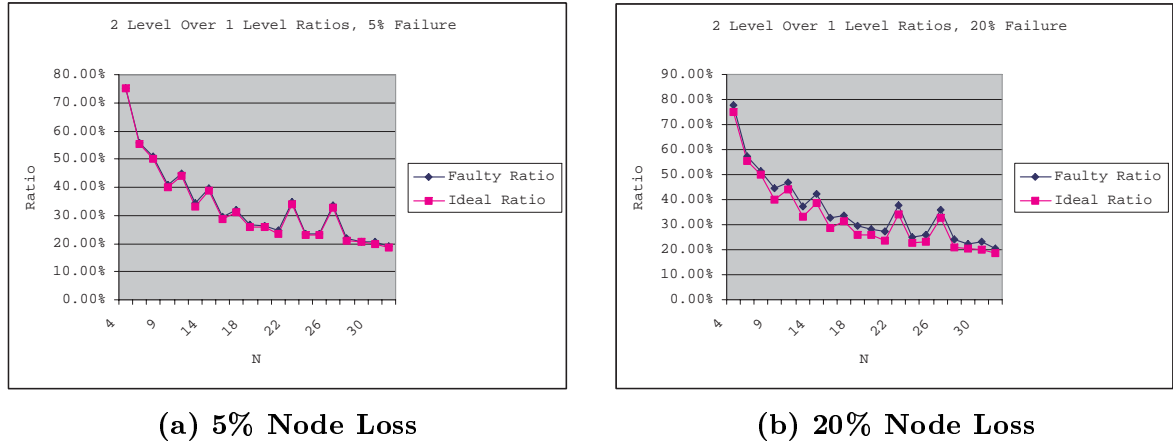 2 Level Over 1 Level Ratios, 5% Failure
80.00%
70.00%
60.00%
50.00%
40.00%
30.00%
20.00%
10.00%
0.00%
Ratio
4
9
14
18
22
26
30
N
Faulty Ratio
Ideal Ratio
(a) 5% Node Loss
2 Level Over 1 Level Ratios, 20% Failure
90.00%
80.00%
70.00%
60.00%
50.00%
40.00%
30.00%
20.00%
10.00%
0.00%
Ratio
4
9
14
18
22
26
30
N
Faulty Ratio
Ideal Ratio
(b) 20% Node Loss